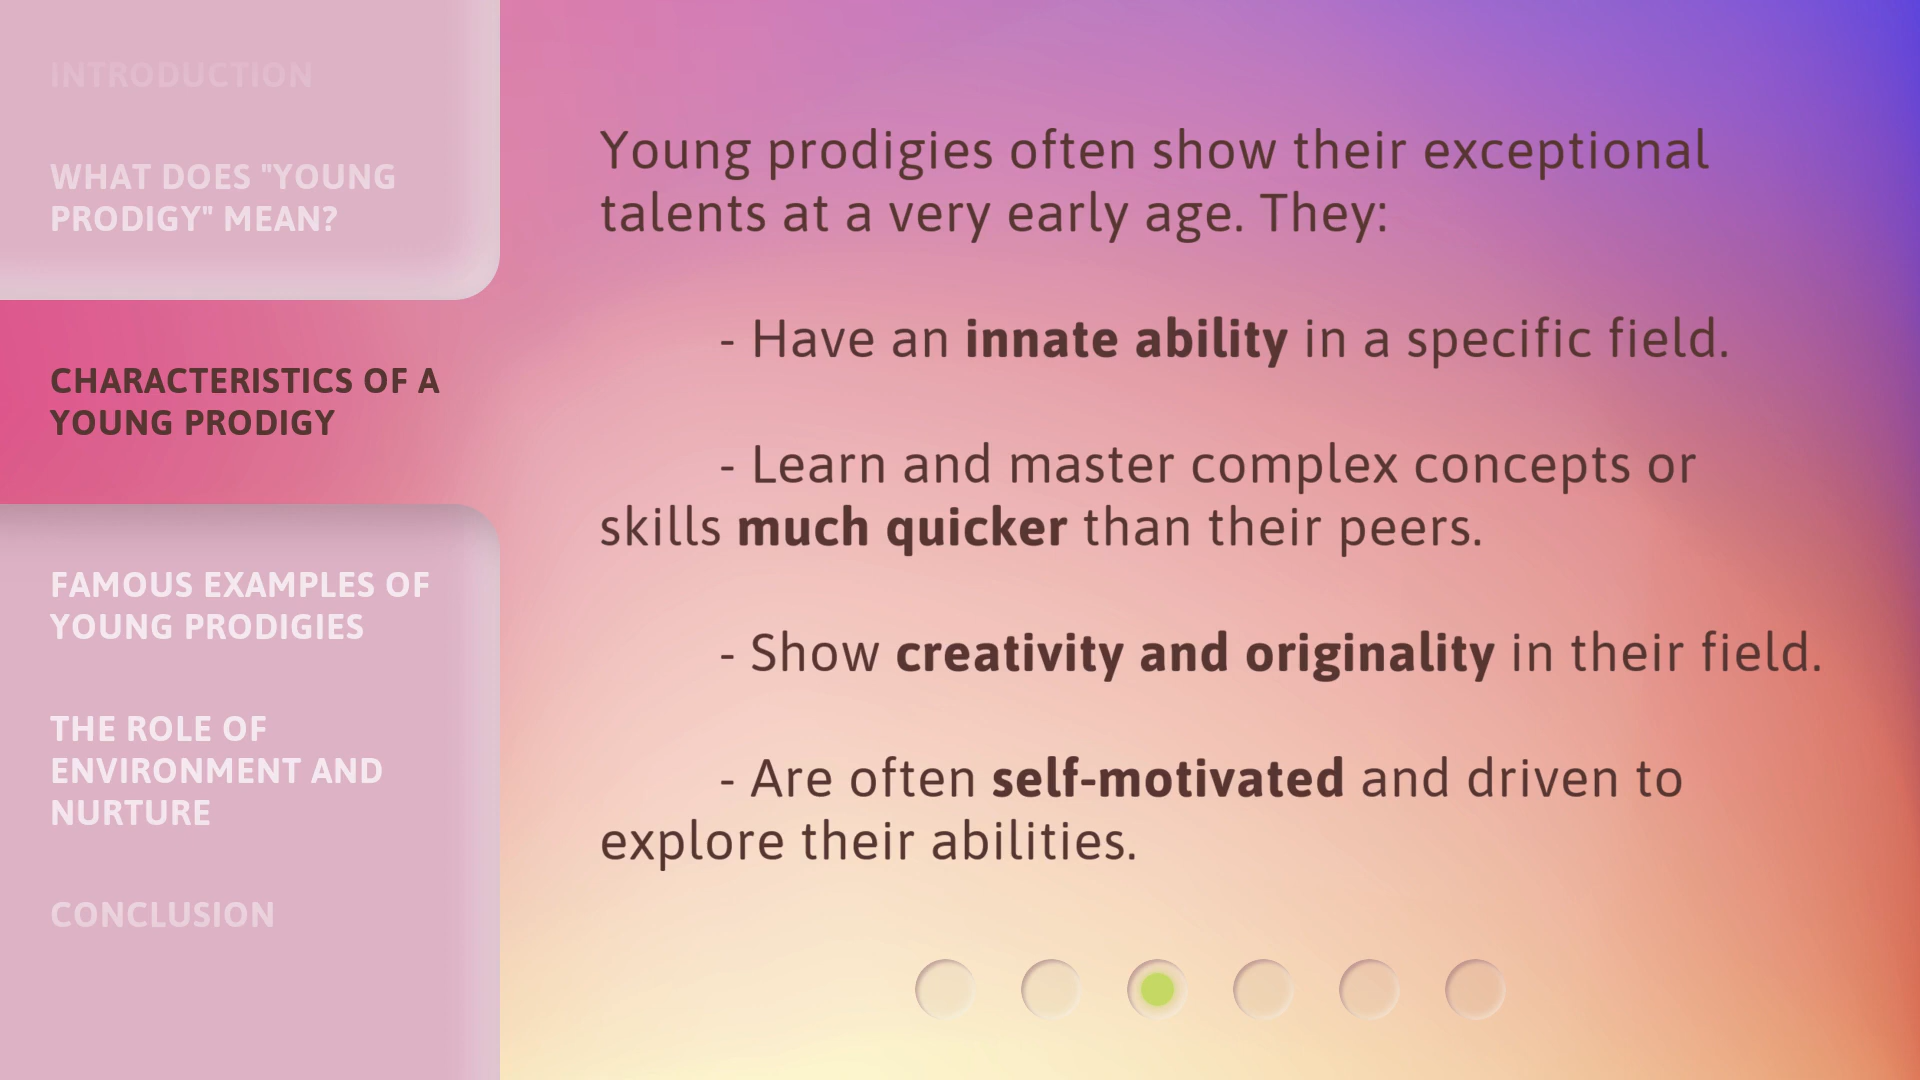 INTRODUCTION
WHAT DOES "YOUNG
PRODIGY" MEAN?
CHARACTERISTICS OF A
YOUNG PRODIGY
FAMOUS EXAMPLES OF
YOUNG PRODIGIES
THE ROLE OF
ENVIRONMENT AND
NURTURE
CONCLUSION
Young prodigies often show their exceptional
talents at a very early age. They:
- Have an innate ability in a specific field.
- Learn and master complex concepts or
skills much quicker than their peers.
- Show creativity and originality in their field.
- Are often self-motivated and driven to
explore their abilities.